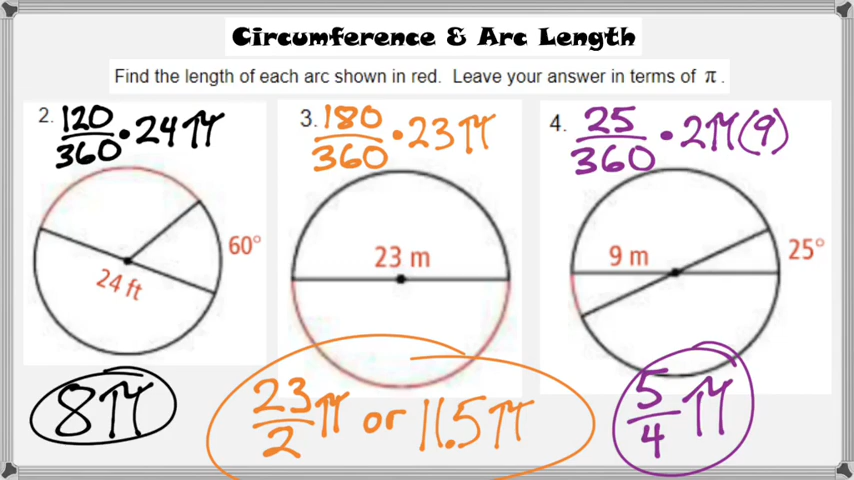 Circumference & Arc Length
Find the length of each arc shown in red. Leave your answer in terms of π.
2. 120/360 • 24π
60°
24 ft
8π
3. 180/360 • 23π
23 m
23/2 π or 11.5π
4. 25/360 • 2π(9)
9 m
25°
5/4 π